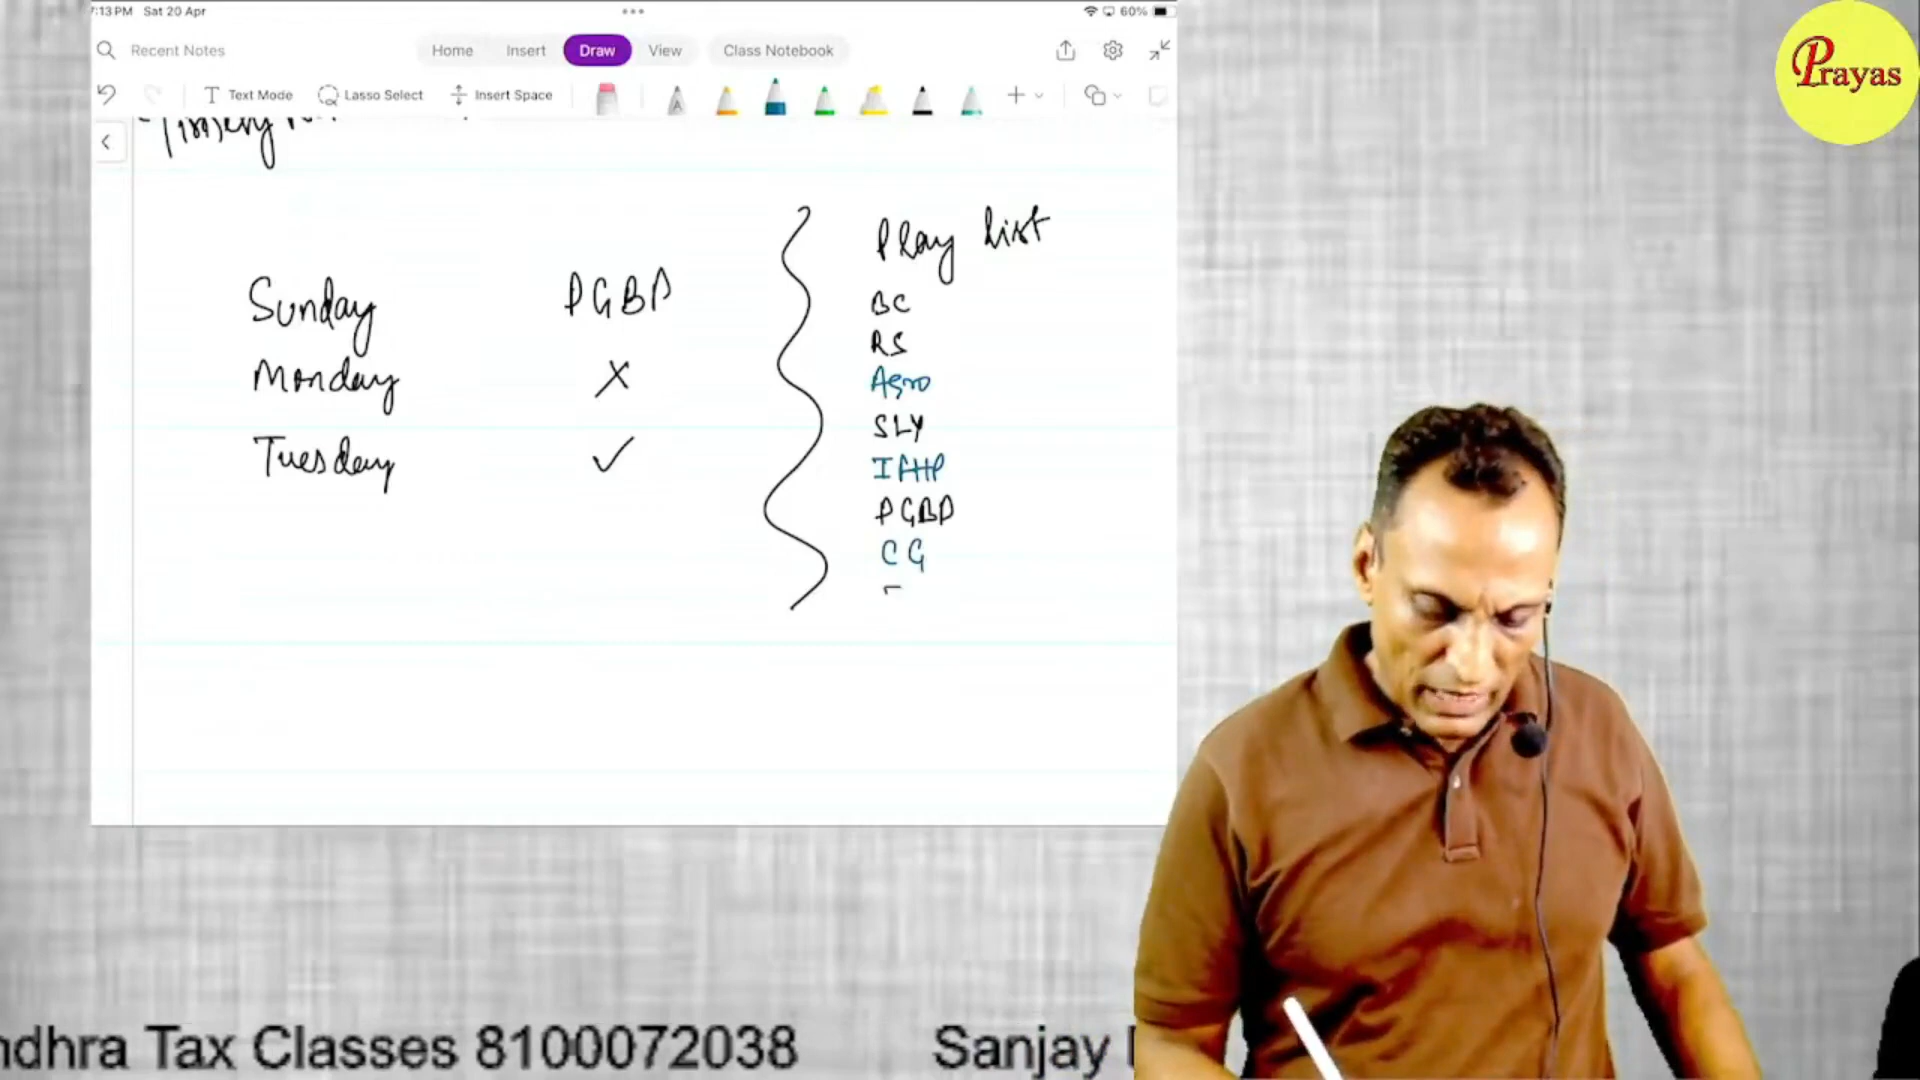 7:13 PM Sat 20 Apr
60%
Recent Notes
Home Insert Draw View Class Notebook
Text Mode Lasso Select Insert Space
Prayas
Sunday PGBP
Monday X
Tuesday ✓
Play list
BC
RS
Agro
SLY
IFHP
PGBP
CG
ndhra Tax Classes 8100072038 Sanjay